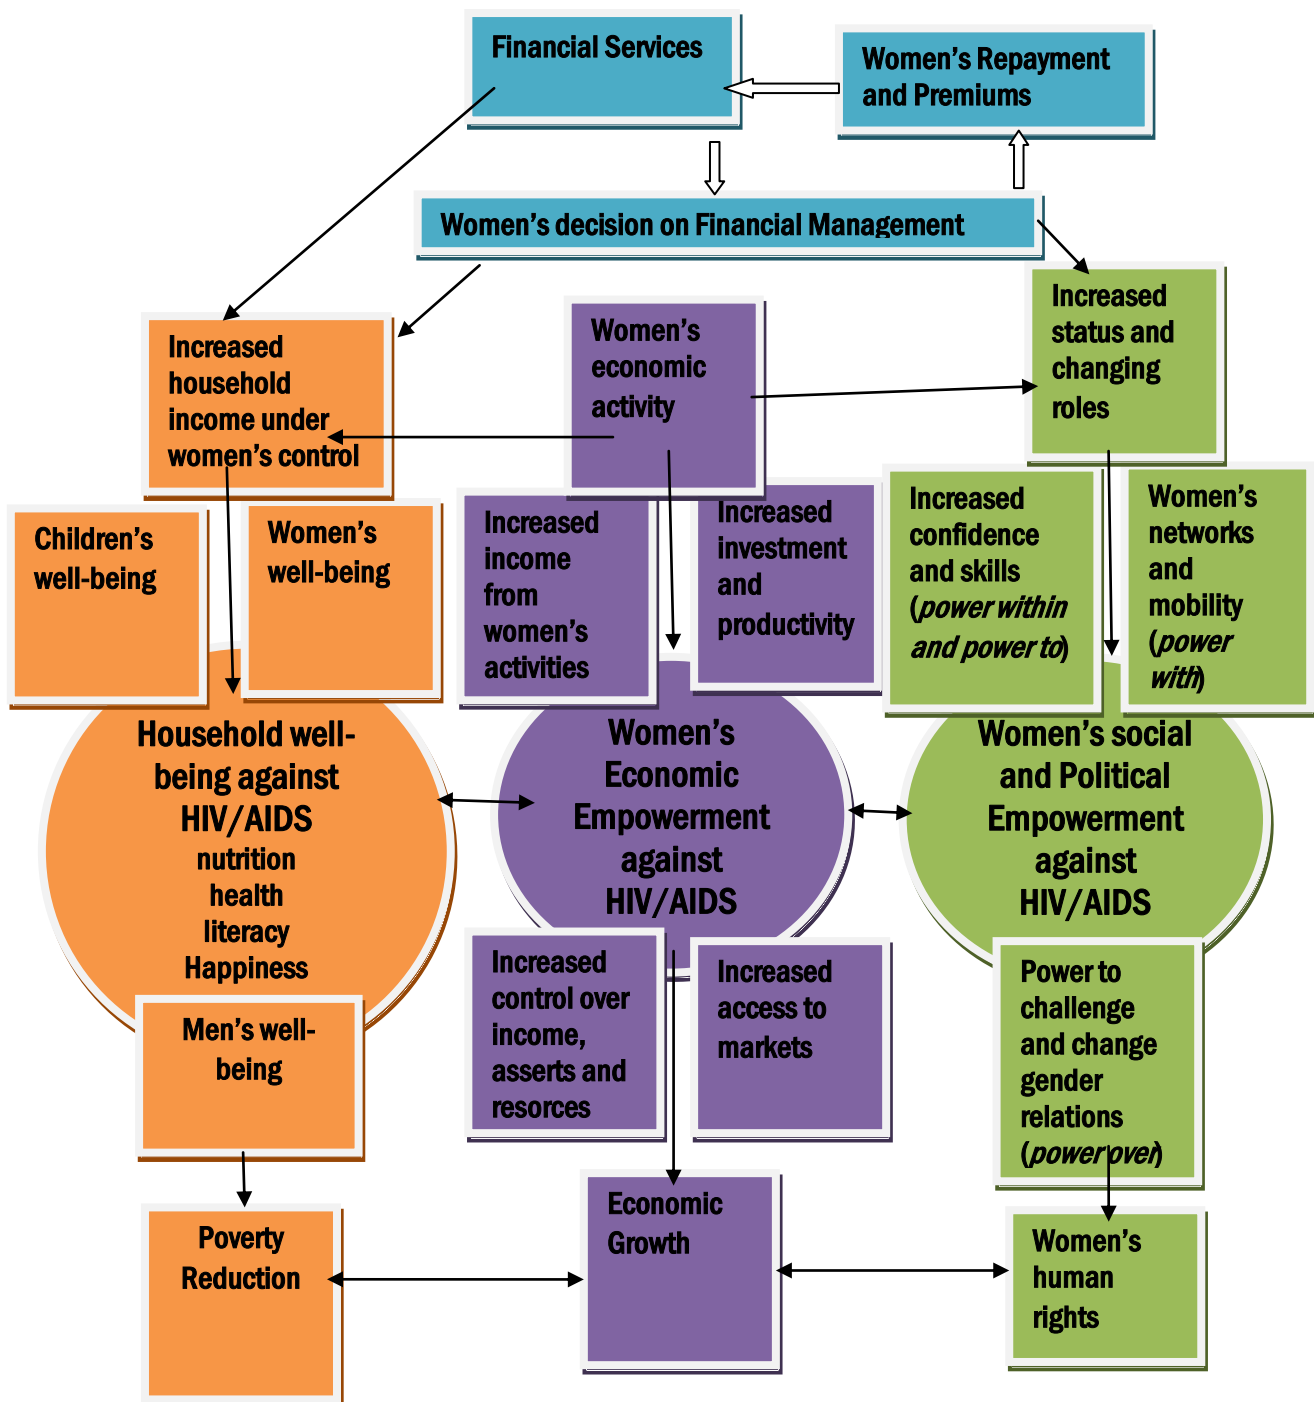 Financial Services
Women’s Repayment
and Premiums
Women’s decision on Financial Management
Increased
household
income under
women’s control
Women’s
economic
activity
Increased
status and
changing
roles
Children’s
well-being
Women’s
well-being
Increased
income
from
women’s
activities
Increased
investment
and
productivity
Increased
confidence
and skills
(power within
and power to)
Women’s
networks
and
mobility
(power
with)
Household well-
being against
HIV/AIDS
nutrition
health
literacy
Happiness
Women’s
Economic
Empowerment
against
HIV/AIDS
Women’s social
and Political
Empowerment
against
HIV/AIDS
Men’s well-
being
Increased
control over
income,
asserts and
resorces
Increased
access to
markets
Power to
challenge
and change
gender
relations
(power over)
Poverty
Reduction
Economic
Growth
Women’s
human
rights